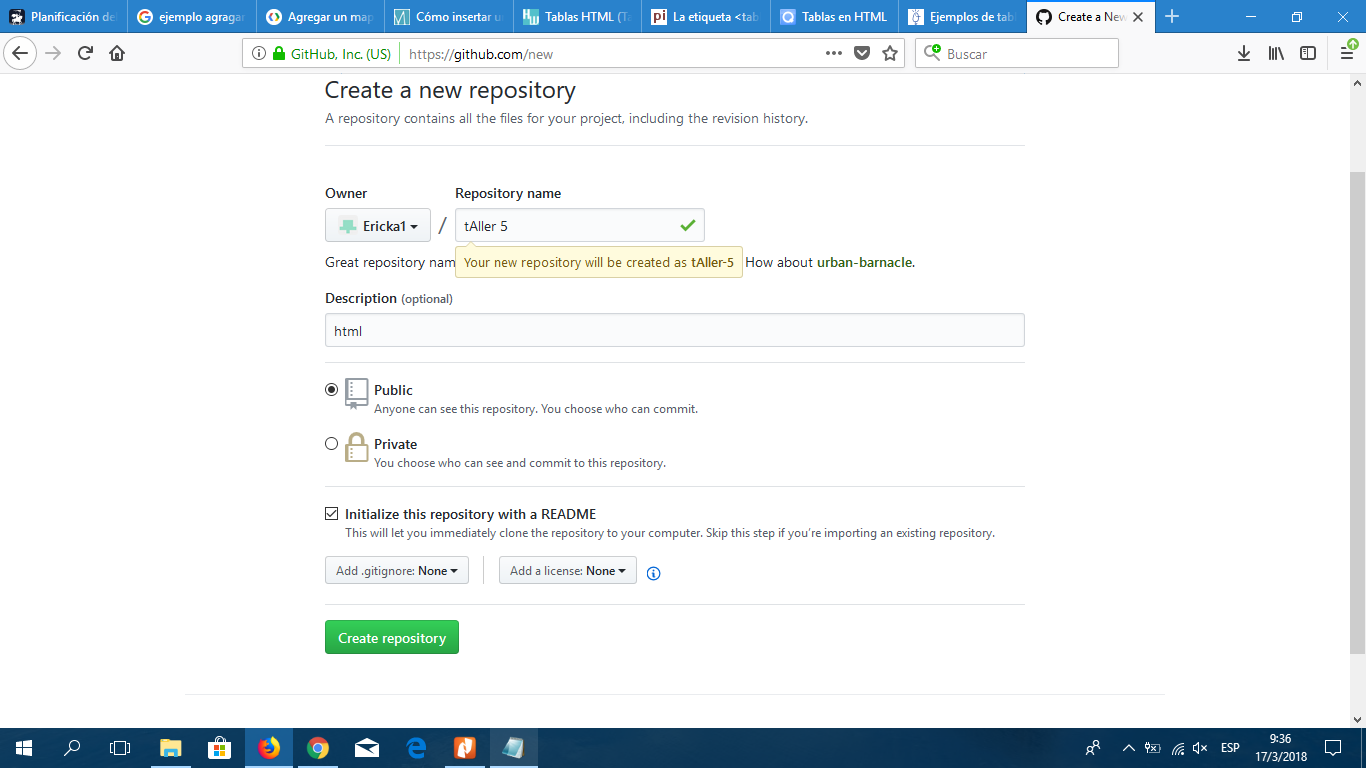 Planificación del
ejemplo agragar
Agregar un map
Cómo insertar u
Tablas HTML (Ta
La etiqueta <tab
Tablas en HTML
Ejemplos de tab
Create a New
GitHub, Inc. (US)
https://github.com/new
Buscar
Create a new repository
A repository contains all the files for your project, including the revision history.
Owner
Repository name
Ericka1
/
tAller 5
Great repository nam
Your new repository will be created as tAller-5
How about urban-barnacle.
Description (optional)
html
Public
Anyone can see this repository. You choose who can commit.
Private
You choose who can see and commit to this repository.
Initialize this repository with a README
This will let you immediately clone the repository to your computer. Skip this step if you’re importing an existing repository.
Add .gitignore: None
Add a license: None
Create repository
ESP
9:36
17/3/2018